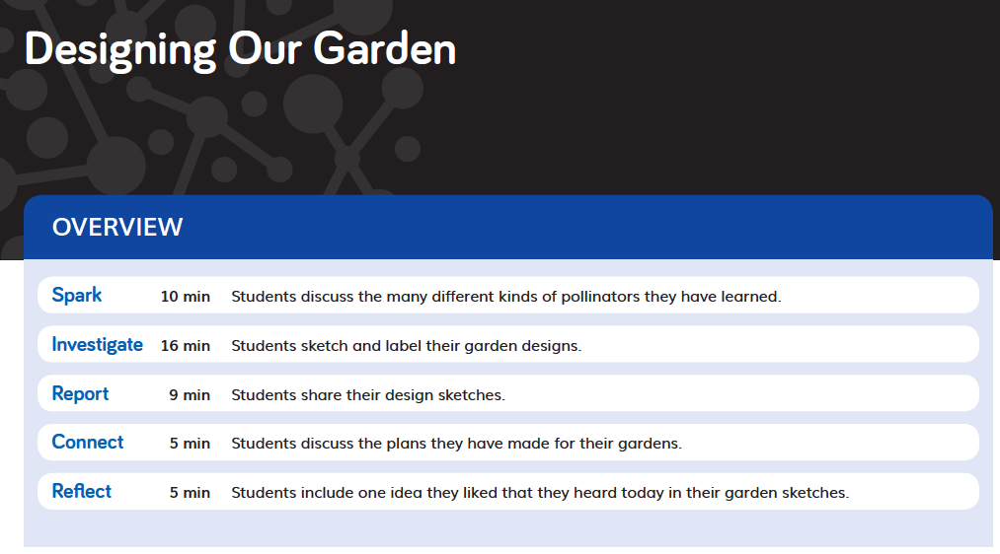 Designing Our Garden
OVERVIEW
Spark 10 min Students discuss the many different kinds of pollinators they have learned.
Investigate 16 min Students sketch and label their garden designs.
Report 9 min Students share their design sketches.
Connect 5 min Students discuss the plans they have made for their gardens.
Reflect 5 min Students include one idea they liked that they heard today in their garden sketches.